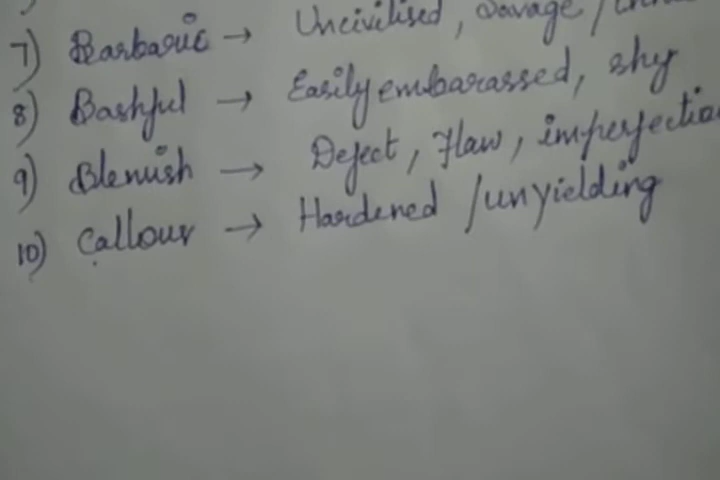 7) Barbaric → Uncivilised, Savage /
8) Bashful → Easily embarassed, shy
9) Blemish → Defect, Flaw, imperfectio
10) Callour → Hardened /unyielding